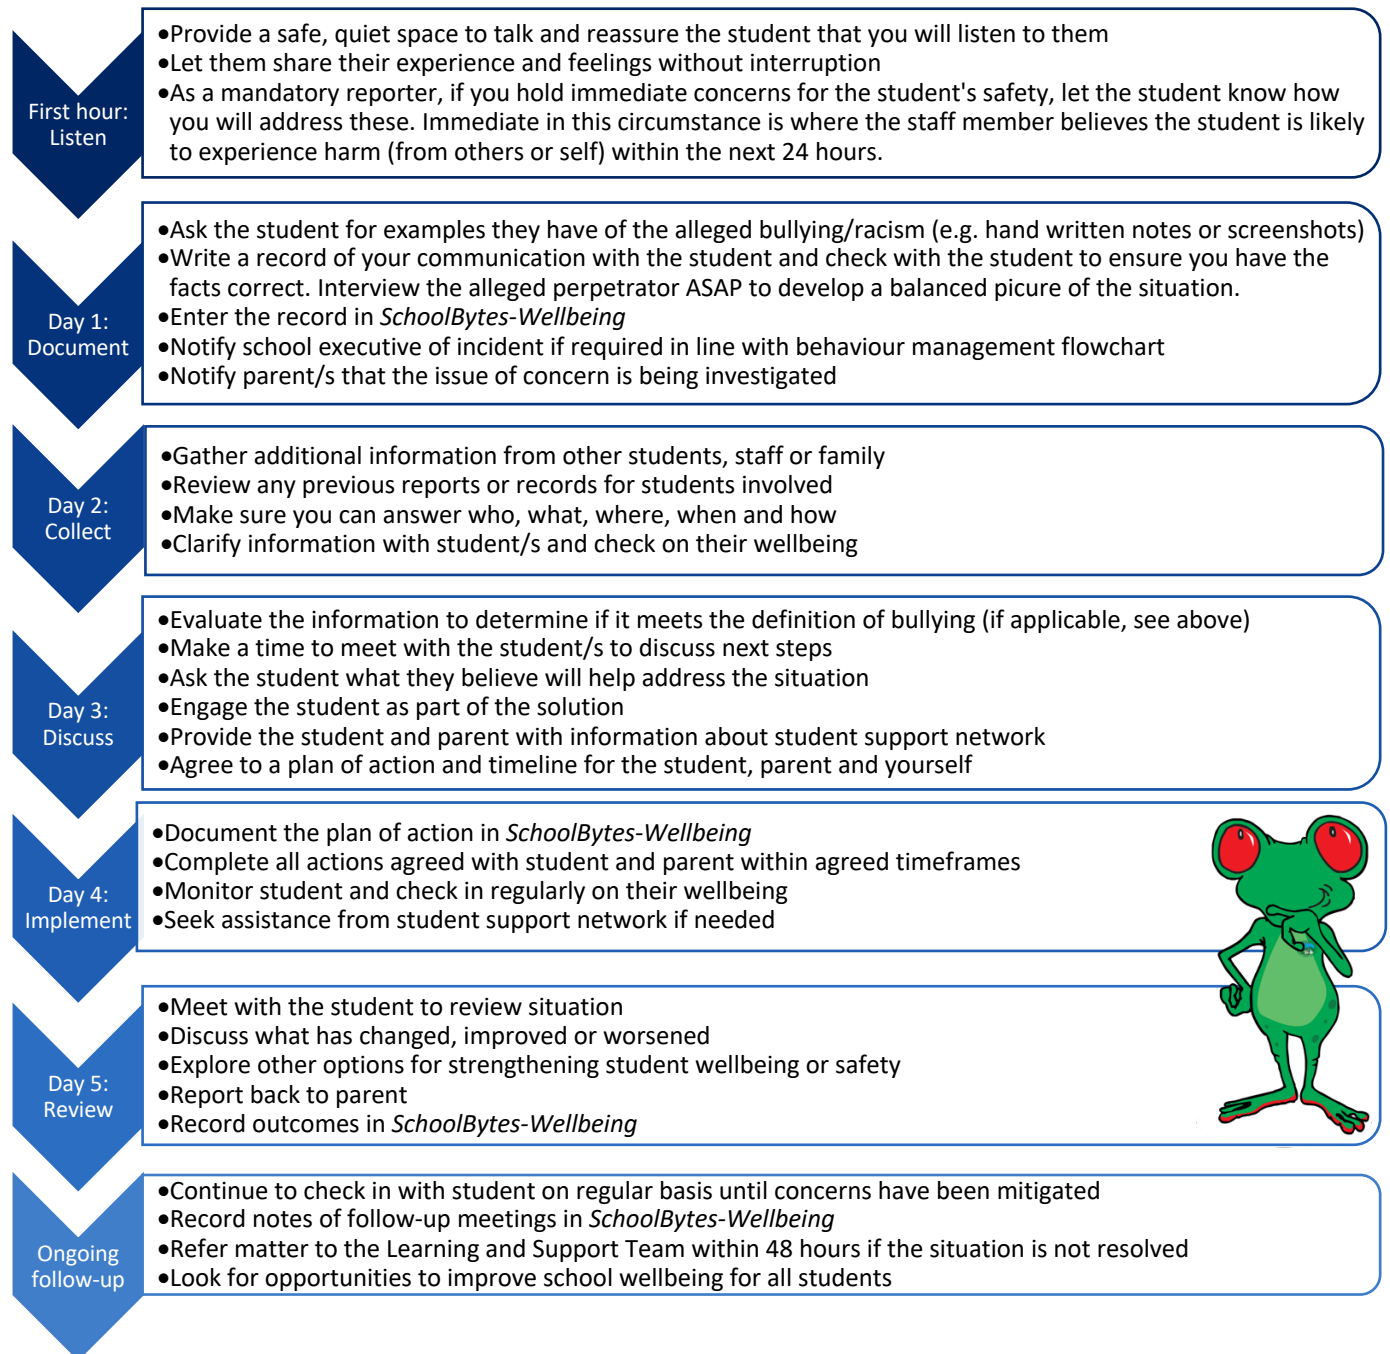 First hour:
Listen
•Provide a safe, quiet space to talk and reassure the student that you will listen to them
•Let them share their experience and feelings without interruption
•As a mandatory reporter, if you hold immediate concerns for the student's safety, let the student know how
you will address these. Immediate in this circumstance is where the staff member believes the student is likely
to experience harm (from others or self) within the next 24 hours.
Day 1:
Document
•Ask the student for examples they have of the alleged bullying/racism (e.g. hand written notes or screenshots)
•Write a record of your communication with the student and check with the student to ensure you have the
facts correct. Interview the alleged perpetrator ASAP to develop a balanced picure of the situation.
•Enter the record in SchoolBytes-Wellbeing
•Notify school executive of incident if required in line with behaviour management flowchart
•Notify parent/s that the issue of concern is being investigated
Day 2:
Collect
•Gather additional information from other students, staff or family
•Review any previous reports or records for students involved
•Make sure you can answer who, what, where, when and how
•Clarify information with student/s and check on their wellbeing
Day 3:
Discuss
•Evaluate the information to determine if it meets the definition of bullying (if applicable, see above)
•Make a time to meet with the student/s to discuss next steps
•Ask the student what they believe will help address the situation
•Engage the student as part of the solution
•Provide the student and parent with information about student support network
•Agree to a plan of action and timeline for the student, parent and yourself
Day 4:
Implement
•Document the plan of action in SchoolBytes-Wellbeing
•Complete all actions agreed with student and parent within agreed timeframes
•Monitor student and check in regularly on their wellbeing
•Seek assistance from student support network if needed
Day 5:
Review
•Meet with the student to review situation
•Discuss what has changed, improved or worsened
•Explore other options for strengthening student wellbeing or safety
•Report back to parent
•Record outcomes in SchoolBytes-Wellbeing
Ongoing
follow-up
•Continue to check in with student on regular basis until concerns have been mitigated
•Record notes of follow-up meetings in SchoolBytes-Wellbeing
•Refer matter to the Learning and Support Team within 48 hours if the situation is not resolved
•Look for opportunities to improve school wellbeing for all students